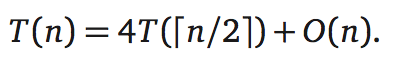 T(n) = 4T(⌈n/2⌉) + O(n).